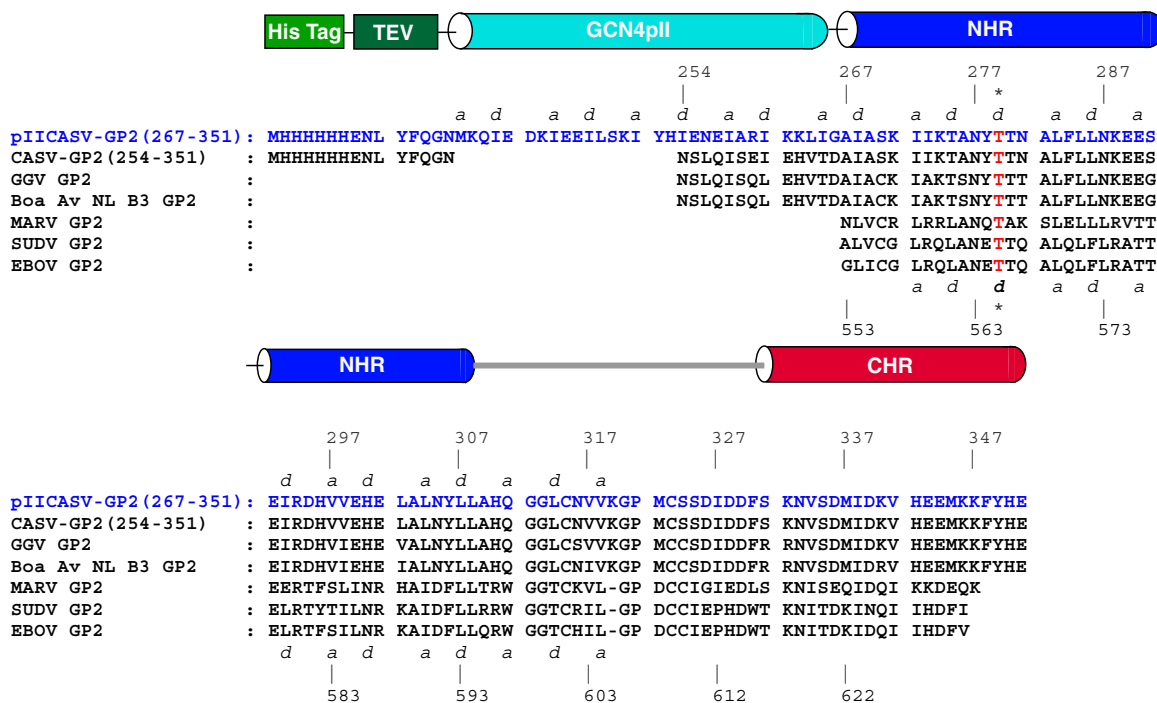 His Tag TEV GCN4pII NHR
254 267 277 287
| | | * |
a d a d a d a d a d a d a d a
pIICASV-GP2(267-351): MHHHHHHENL YFQGNMKQIE DKIEEILSKI YHIENEIARI KKLIGAIASK IIKTANYTTN ALFLLNKEES
CASV-GP2(254-351) : MHHHHHHENL YFQGN NSLQISEI EHVTDAIASK IIKTANYTTN ALFLLNKEES
GGV GP2 : NSLQISQL EHVTDAIACK IAKTSNYTTT ALFLLNKEEG
Boa Av NL B3 GP2 : NSLQISQL EHVTDAIACK IAKTSNYTTT ALFLLNKEEG
MARV GP2 : NLVCR LRRLANQTAK SLELLLRVTT
SUDV GP2 : ALVCG LRQLANETTQ ALQLFLRATT
EBOV GP2 : GLICG LRQLANETTQ ALQLFLRATT
a d d a d a
| | * |
553 563 573
NHR CHR
297 307 317 327 337 347
| | | | | |
d a d a d a d a
pIICASV-GP2(267-351): EIRDHVVEHE LALNYLLAHQ GGLCNVVKGP MCSSDIDDFS KNVSDMIDKV HEEMKKFYHE
CASV-GP2(254-351) : EIRDHVVEHE LALNYLLAHQ GGLCNVVKGP MCSSDIDDFS KNVSDMIDKV HEEMKKFYHE
GGV GP2 : EIRDHVIEHE VALNYLLAHQ GGLCSVVKGP MCCSDIDDFR RNVSDMIDKV HEEMKKFYHE
Boa Av NL B3 GP2 : EIRDHVIEHE IALNYLLAHQ GGLCNIVKGP MCCSDIDDFR KNVSDMIDRV HEEMKKFYHE
MARV GP2 : EERTFSLINR HAIDFLLTRW GGTCKVL-GP DCCIGIEDLS KNISEQIDQI KKDEQK
SUDV GP2 : ELRTYTILNR KAIDFLLRRW GGTCRIL-GP DCCIEPHDWT KNITDKINQI IHDFI
EBOV GP2 : ELRTFSILNR KAIDFLLQRW GGTCHIL-GP DCCIEPHDWT KNITDKIDQI IHDFV
d a d a d a d a
| | | | |
583 593 603 612 622